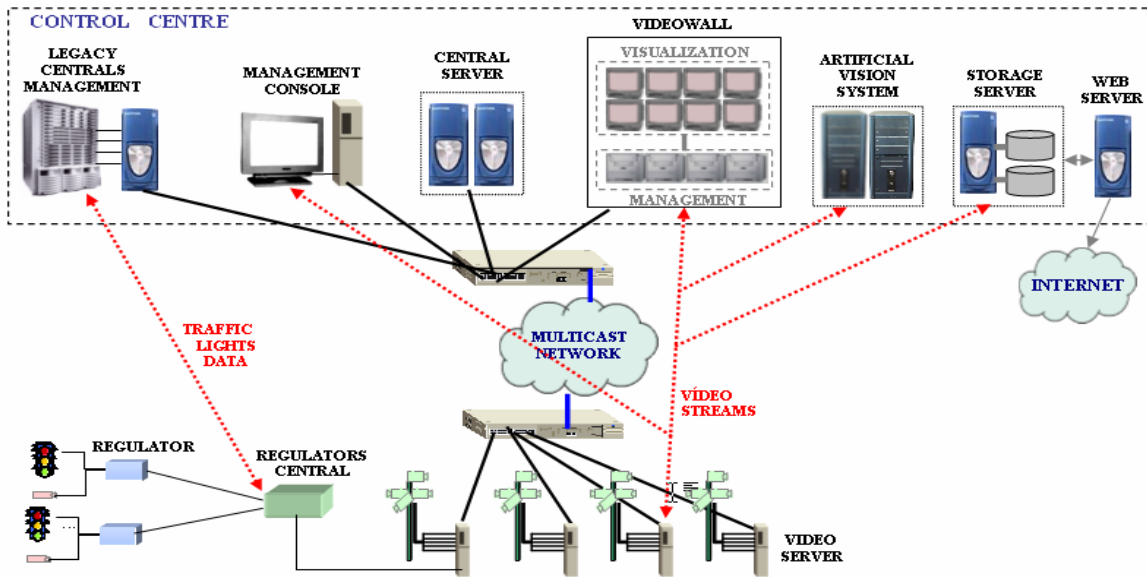 CONTROL CENTRE
LEGACY
CENTRALS
MANAGEMENT
MANAGEMENT
CONSOLE
CENTRAL
SERVER
VIDEOWALL
VISUALIZATION
MANAGEMENT
ARTIFICIAL
VISION
SYSTEM
STORAGE
SERVER
WEB
SERVER
INTERNET
MULTICAST
NETWORK
TRAFFIC
LIGHTS
DATA
VÍDEO
STREAMS
REGULATOR
...
REGULATORS
CENTRAL
VIDEO
SERVER